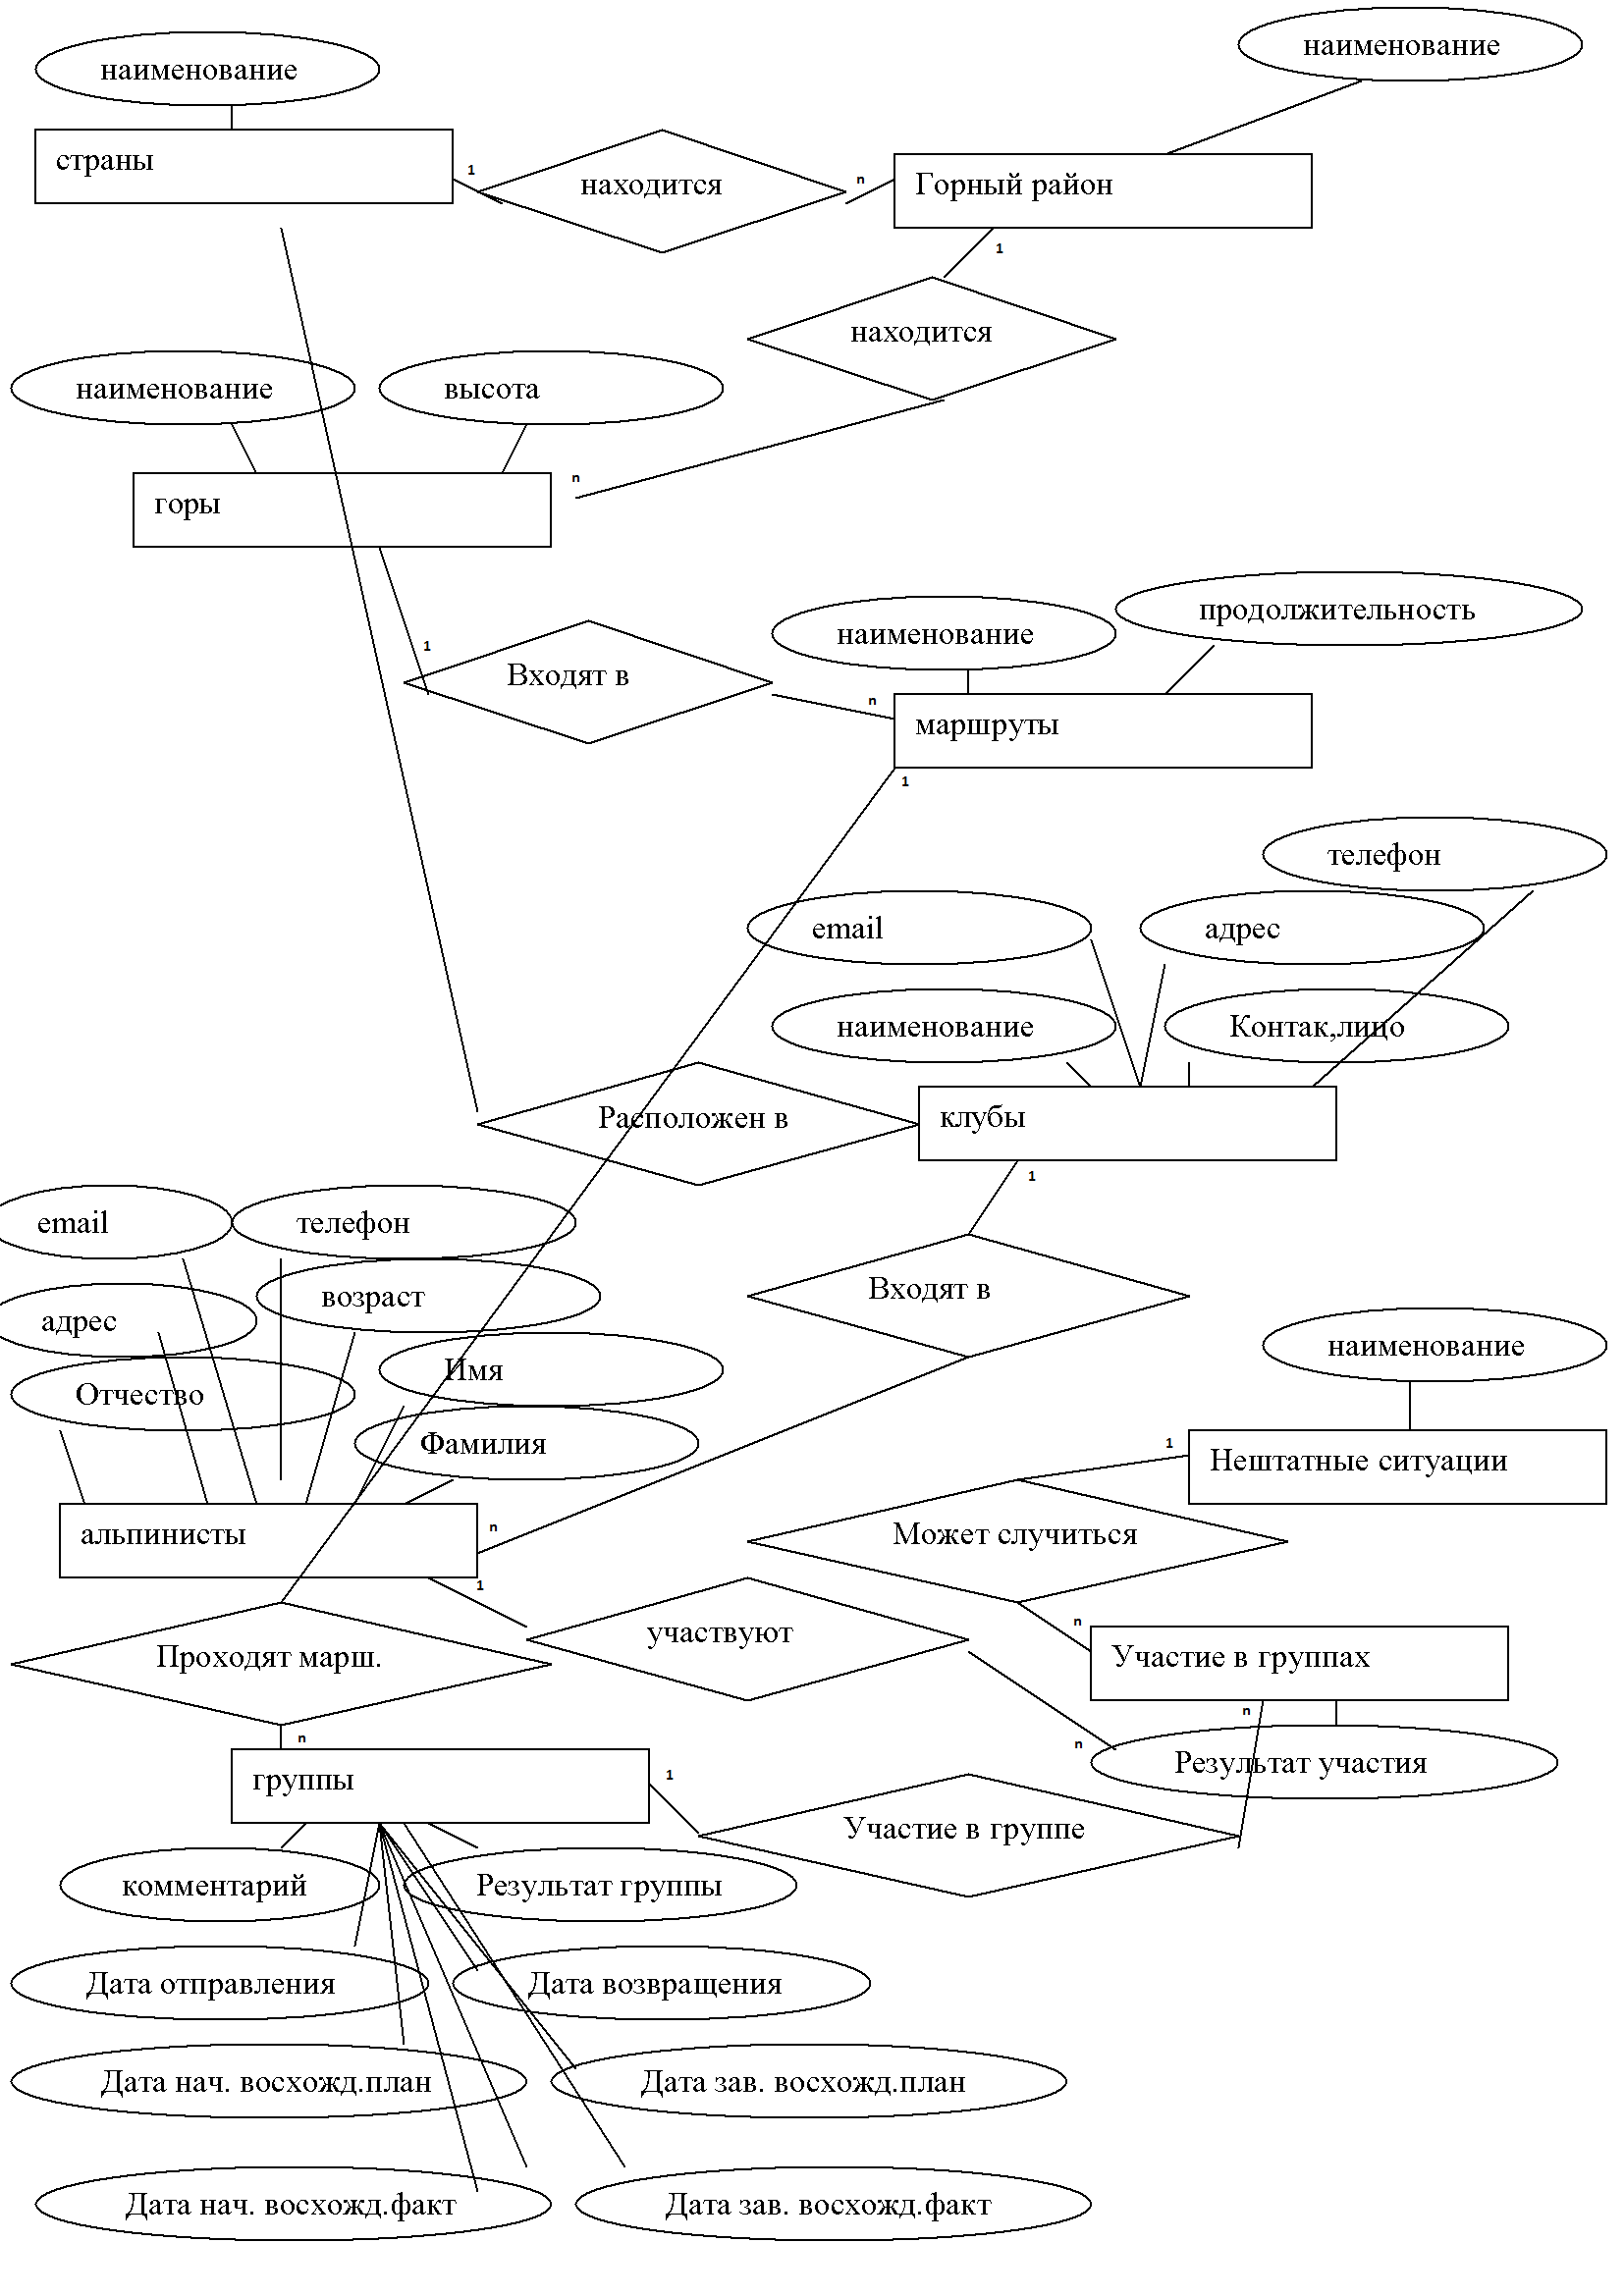 наименование
наименование
страны
1
находится
n
Горный район
1
находится
наименование
высота
n
горы
продолжительность
наименование
1
Входят в
n
маршруты
1
телефон
email
адрес
наименование
Контак,лицо
Расположен в
клубы
1
email
телефон
Входят в
возраст
адрес
наименование
Имя
Отчество
Фамилия
1
Нештатные ситуации
n
альпинисты
Может случиться
1
n
участвуют
Проходят марш.
Участие в группах
n
n
n
Результат участия
группы
1
Участие в группе
комментарий
Результат группы
Дата отправления
Дата возвращения
Дата нач. восхожд.план
Дата зав. восхожд.план
Дата нач. восхожд.факт
Дата зав. восхожд.факт